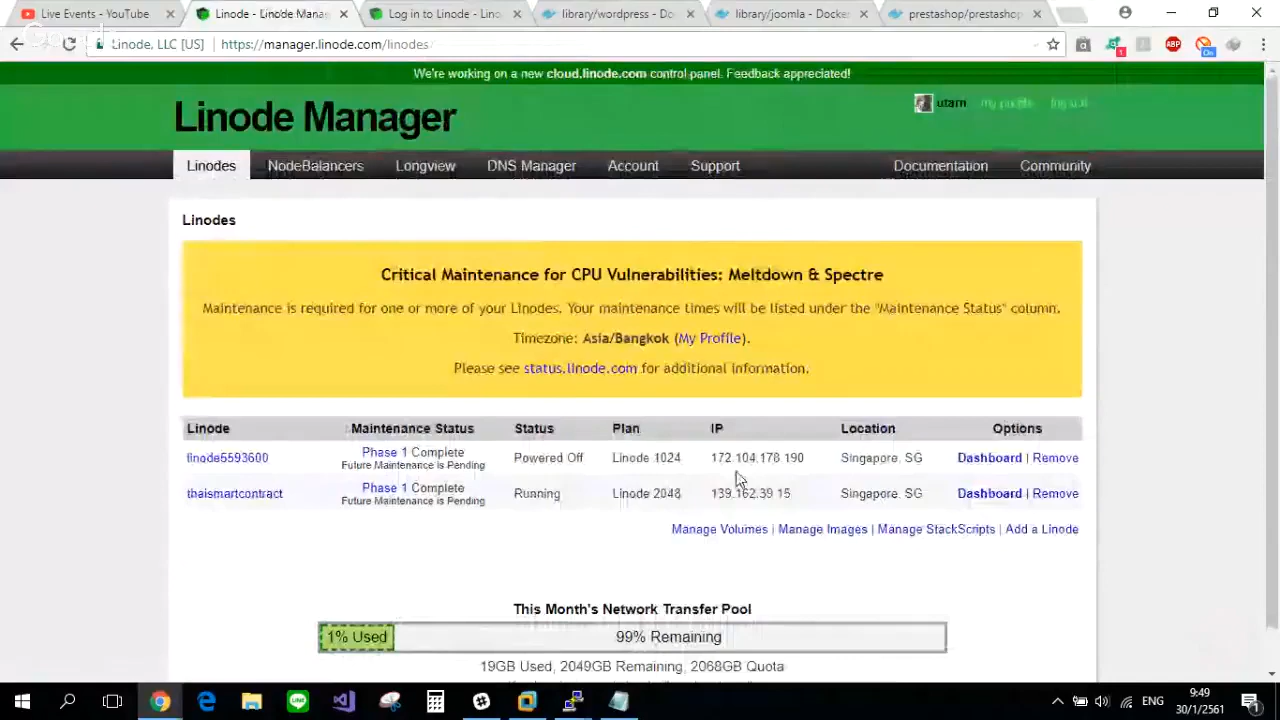 Live Events - YouTube
Linode - Linode Mana
Log in to Linode - Lino
library/wordpress - Do
library/joomla - Docker
prestashop/prestashop
Linode, LLC [US] https://manager.linode.com/linodes
We're working on a new cloud.linode.com control panel. Feedback appreciated!
Linode Manager
utarn my profile log out
Linodes NodeBalancers Longview DNS Manager Account Support Documentation Community
Linodes
Critical Maintenance for CPU Vulnerabilities: Meltdown & Spectre
Maintenance is required for one or more of your Linodes. Your maintenance times will be listed under the "Maintenance Status" column.
Timezone: Asia/Bangkok (My Profile).
Please see status.linode.com for additional information.
Linode Maintenance Status Status Plan IP Location Options
linode5593600 Phase 1 Complete Powered Off Linode 1024 172.104.178.190 Singapore, SG Dashboard | Remove
Future Maintenance is Pending
thaismartcontract Phase 1 Complete Running Linode 2048 139.162.39.15 Singapore, SG Dashboard | Remove
Future Maintenance is Pending
Manage Volumes | Manage Images | Manage StackScripts | Add a Linode
This Month's Network Transfer Pool
1% Used 99% Remaining
19GB Used, 2049GB Remaining, 2068GB Quota
ENG
9:49
30/1/2561